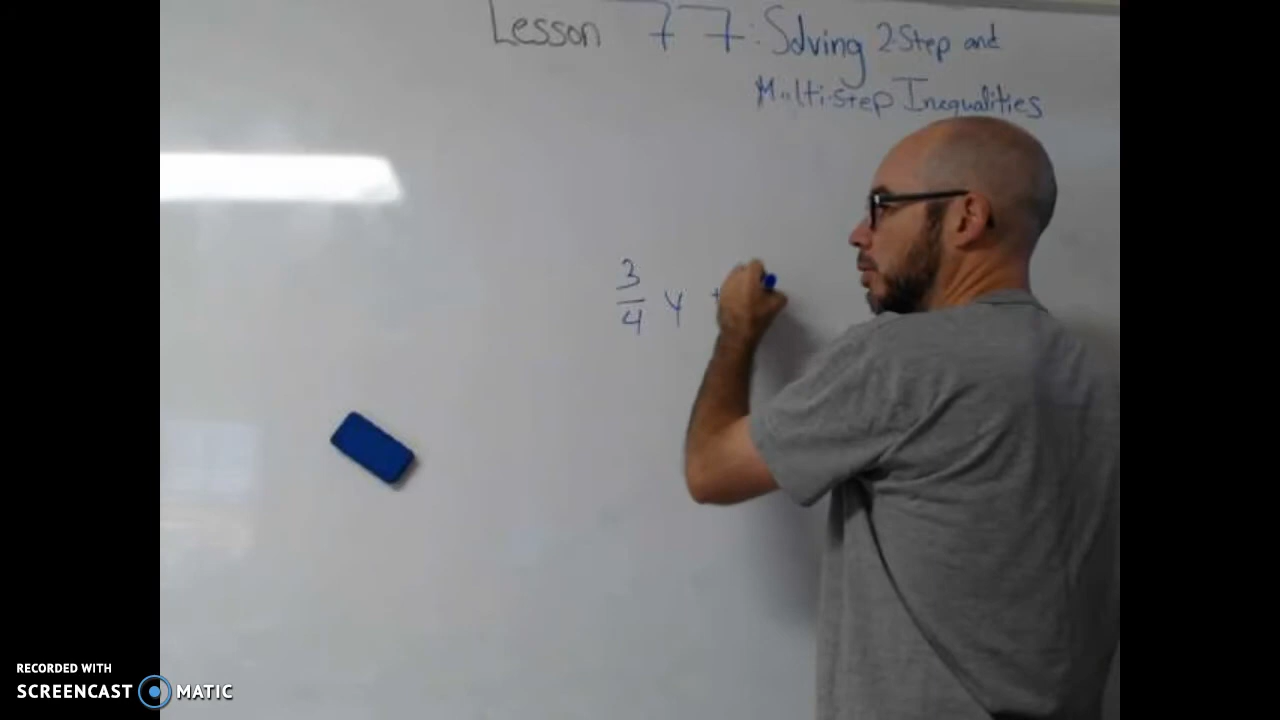 Lesson 77: Solving 2-Step and
Multi-step Inequalities
3/4 y +
RECORDED WITH
SCREENCAST MATIC